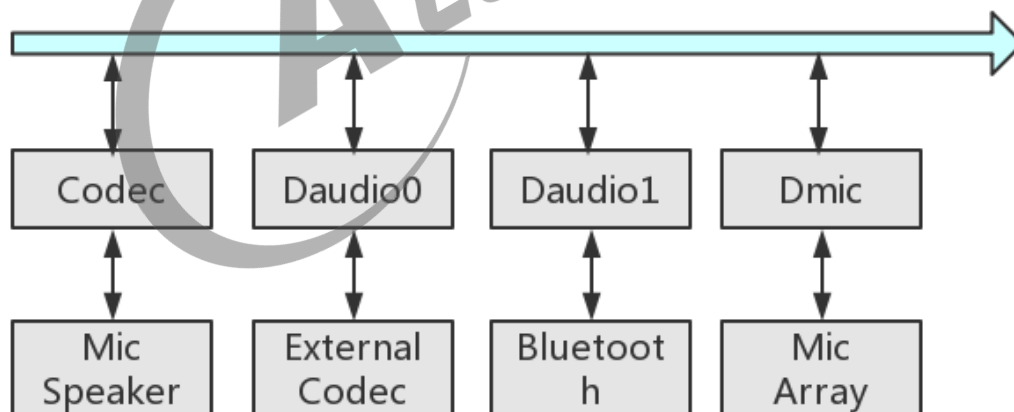 Codec
Daudio0
Daudio1
Dmic
Mic
Speaker
External
Codec
Bluetoot
h
Mic
Array